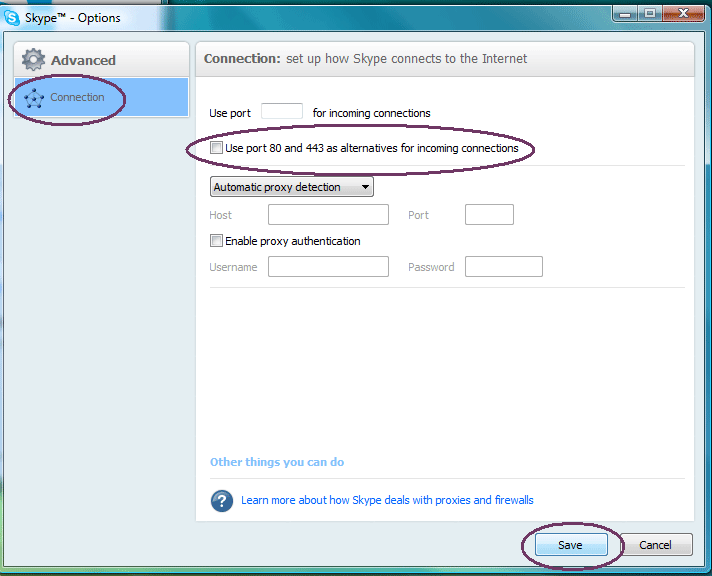 Skype™ - Options
Advanced
Connection
Connection: set up how Skype connects to the Internet
Use port for incoming connections
Use port 80 and 443 as alternatives for incoming connections
Automatic proxy detection
Host Port
Enable proxy authentication
Username Password
Other things you can do
? Learn more about how Skype deals with proxies and firewalls
Save Cancel